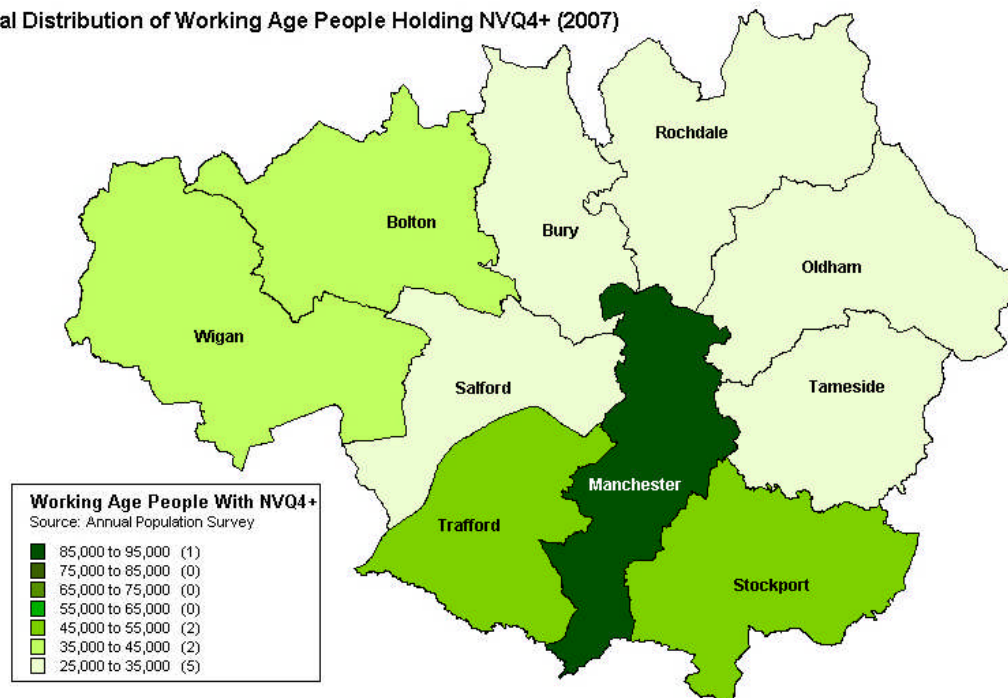 al Distribution of Working Age People Holding NVQ4+ (2007)
Rochdale
Bolton
Bury
Oldham
Wigan
Salford
Tameside
Manchester
Trafford
Stockport
Working Age People With NVQ4+
Source: Annual Population Survey
85,000 to 95,000 (1)
75,000 to 85,000 (0)
65,000 to 75,000 (0)
55,000 to 65,000 (0)
45,000 to 55,000 (2)
35,000 to 45,000 (2)
25,000 to 35,000 (5)